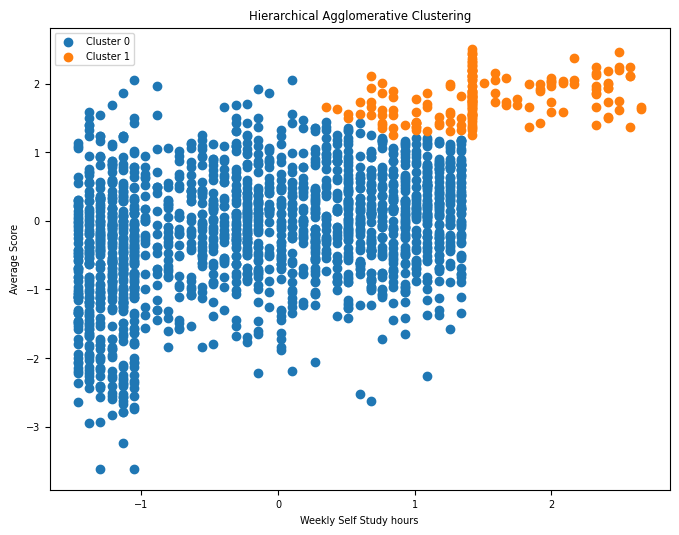 Hierarchical Agglomerative Clustering
Cluster 0
Cluster 1
2
1
0
−1
−2
−3
Average Score
−1
0
1
2
Weekly Self Study hours